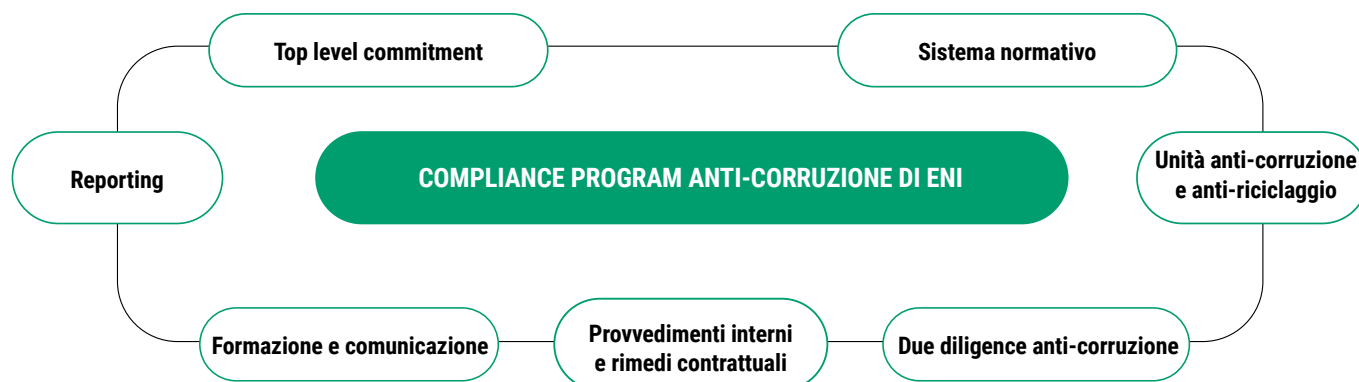 Top level commitment
Sistema normativo
Reporting
COMPLIANCE PROGRAM ANTI-CORRUZIONE DI ENI
Unità anti-corruzione
e anti-riciclaggio
Formazione e comunicazione
Provvedimenti interni
e rimedi contrattuali
Due diligence anti-corruzione